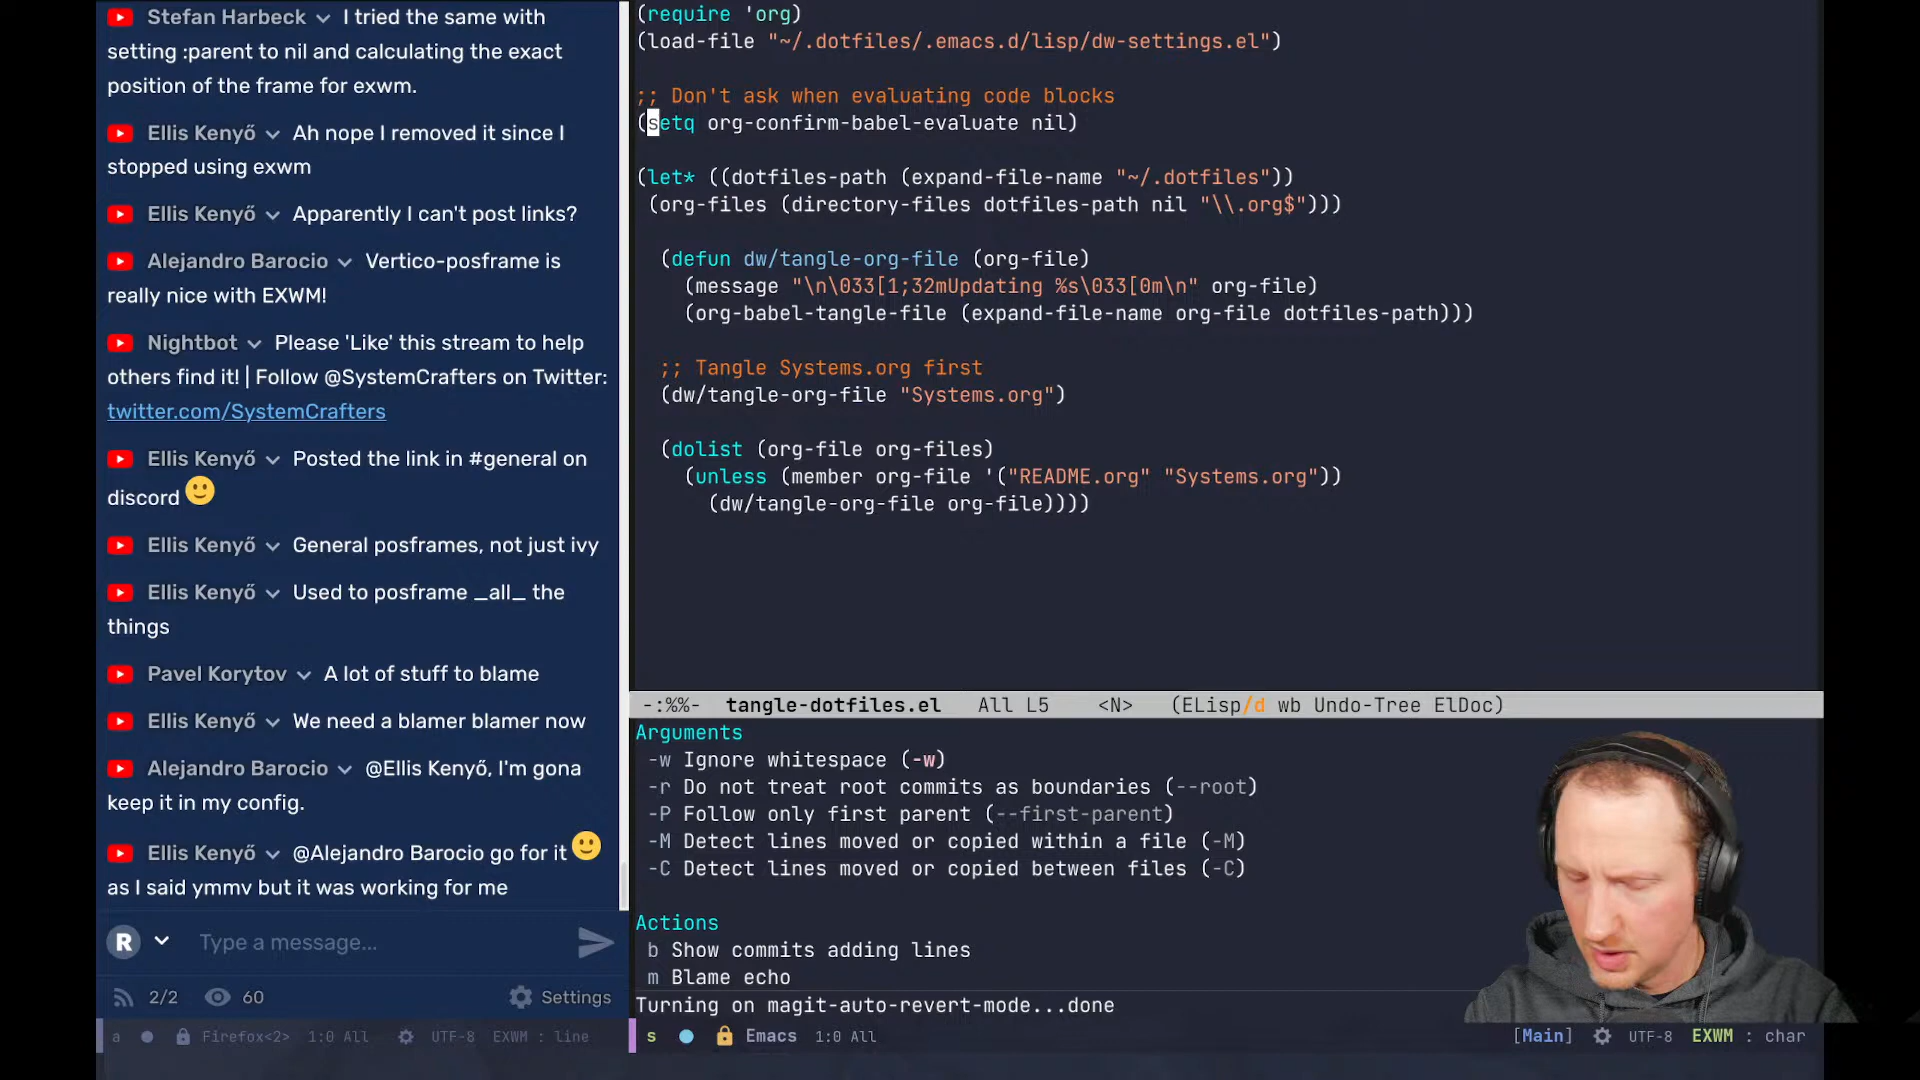 Stefan Harbeck I tried the same with
setting :parent to nil and calculating the exact
position of the frame for exwm.
Ellis Kenyő Ah nope I removed it since I
stopped using exwm
Ellis Kenyő Apparently I can't post links?
Alejandro Barocio Vertico-posframe is
really nice with EXWM!
Nightbot Please 'Like' this stream to help
others find it! | Follow @SystemCrafters on Twitter:
twitter.com/SystemCrafters
Ellis Kenyő Posted the link in #general on
discord
Ellis Kenyő General posframes, not just ivy
Ellis Kenyő Used to posframe _all_ the
things
Pavel Korytov A lot of stuff to blame
Ellis Kenyő We need a blamer blamer now
Alejandro Barocio @Ellis Kenyő, I'm gona
keep it in my config.
Ellis Kenyő @Alejandro Barocio go for it
as I said ymmv but it was working for me
R Type a message...
2/2 60 Settings
a Firefox<2> 1:0 All UTF-8 EXWM : line
(require 'org)
(load-file "~/.dotfiles/.emacs.d/lisp/dw-settings.el")
;; Don't ask when evaluating code blocks
(setq org-confirm-babel-evaluate nil)
(let* ((dotfiles-path (expand-file-name "~/.dotfiles"))
(org-files (directory-files dotfiles-path nil "\\.org$")))
(defun dw/tangle-org-file (org-file)
(message "\n\033[1;32mUpdating %s\033[0m\n" org-file)
(org-babel-tangle-file (expand-file-name org-file dotfiles-path)))
;; Tangle Systems.org first
(dw/tangle-org-file "Systems.org")
(dolist (org-file org-files)
(unless (member org-file '("README.org" "Systems.org"))
(dw/tangle-org-file org-file))))
-:%%- tangle-dotfiles.el All L5 <N> (ELisp/d wb Undo-Tree ElDoc)
Arguments
-w Ignore whitespace (-w)
-r Do not treat root commits as boundaries (--root)
-P Follow only first parent (--first-parent)
-M Detect lines moved or copied within a file (-M)
-C Detect lines moved or copied between files (-C)
Actions
b Show commits adding lines
m Blame echo
Turning on magit-auto-revert-mode...done
s Emacs 1:0 All [Main] UTF-8 EXWM : char